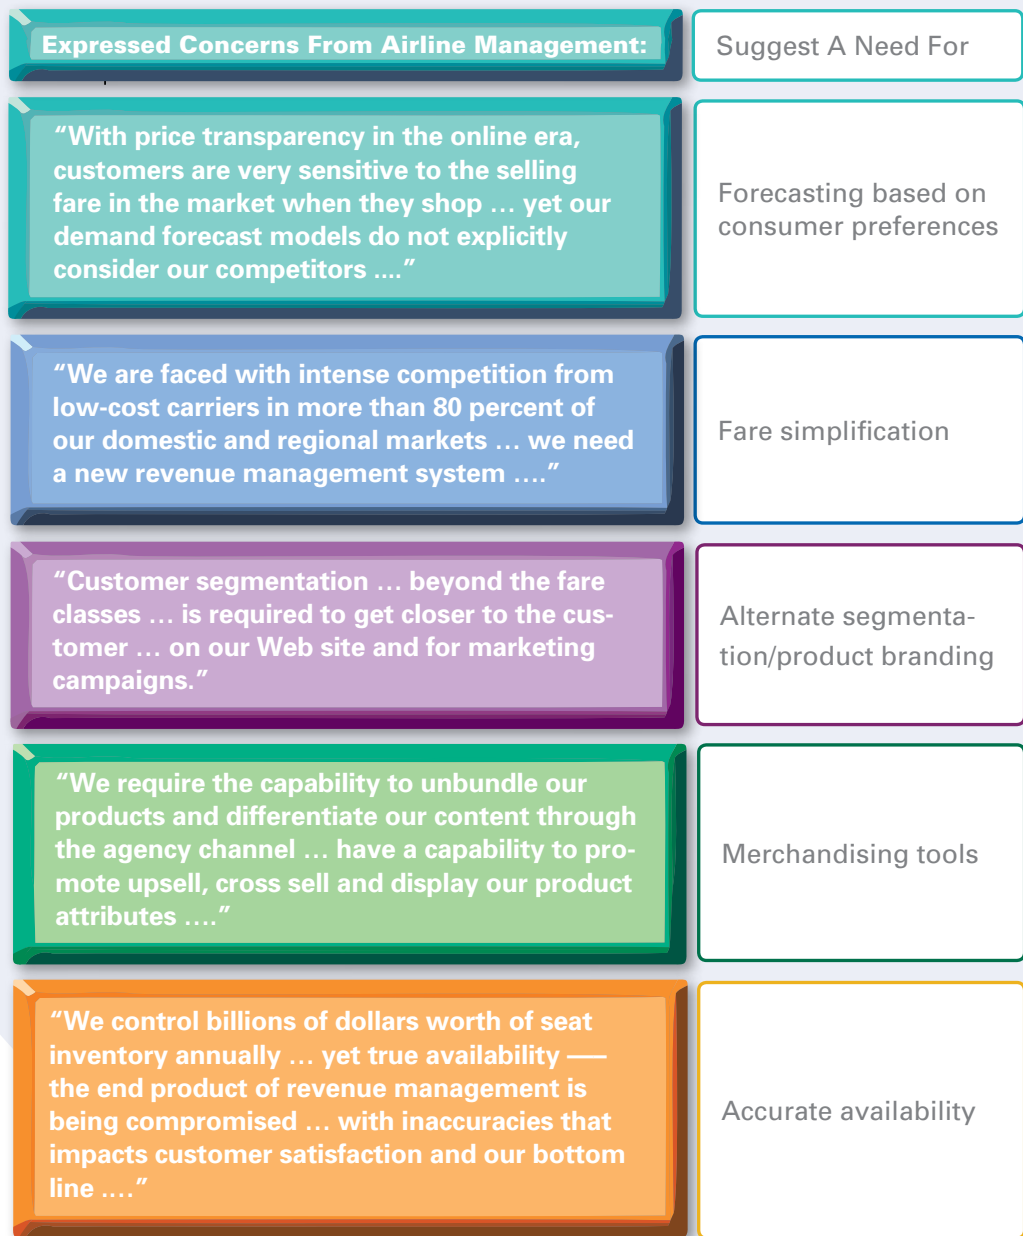 Expressed Concerns From Airline Management:
Suggest A Need For
“With price transparency in the online era,
customers are very sensitive to the selling
fare in the market when they shop … yet our
demand forecast models do not explicitly
consider our competitors ....”
Forecasting based on
consumer preferences
“We are faced with intense competition from
low-cost carriers in more than 80 percent of
our domestic and regional markets … we need
a new revenue management system ….”
Fare simplification
“Customer segmentation … beyond the fare
classes … is required to get closer to the cus-
tomer … on our Web site and for marketing
campaigns.”
Alternate segmenta-
tion/product branding
“We require the capability to unbundle our
products and differentiate our content through
the agency channel … have a capability to pro-
mote upsell, cross sell and display our product
attributes ….”
Merchandising tools
“We control billions of dollars worth of seat
inventory annually … yet true availability —–
the end product of revenue management is
being compromised … with inaccuracies that
impacts customer satisfaction and our bottom
line ....”
Accurate availability